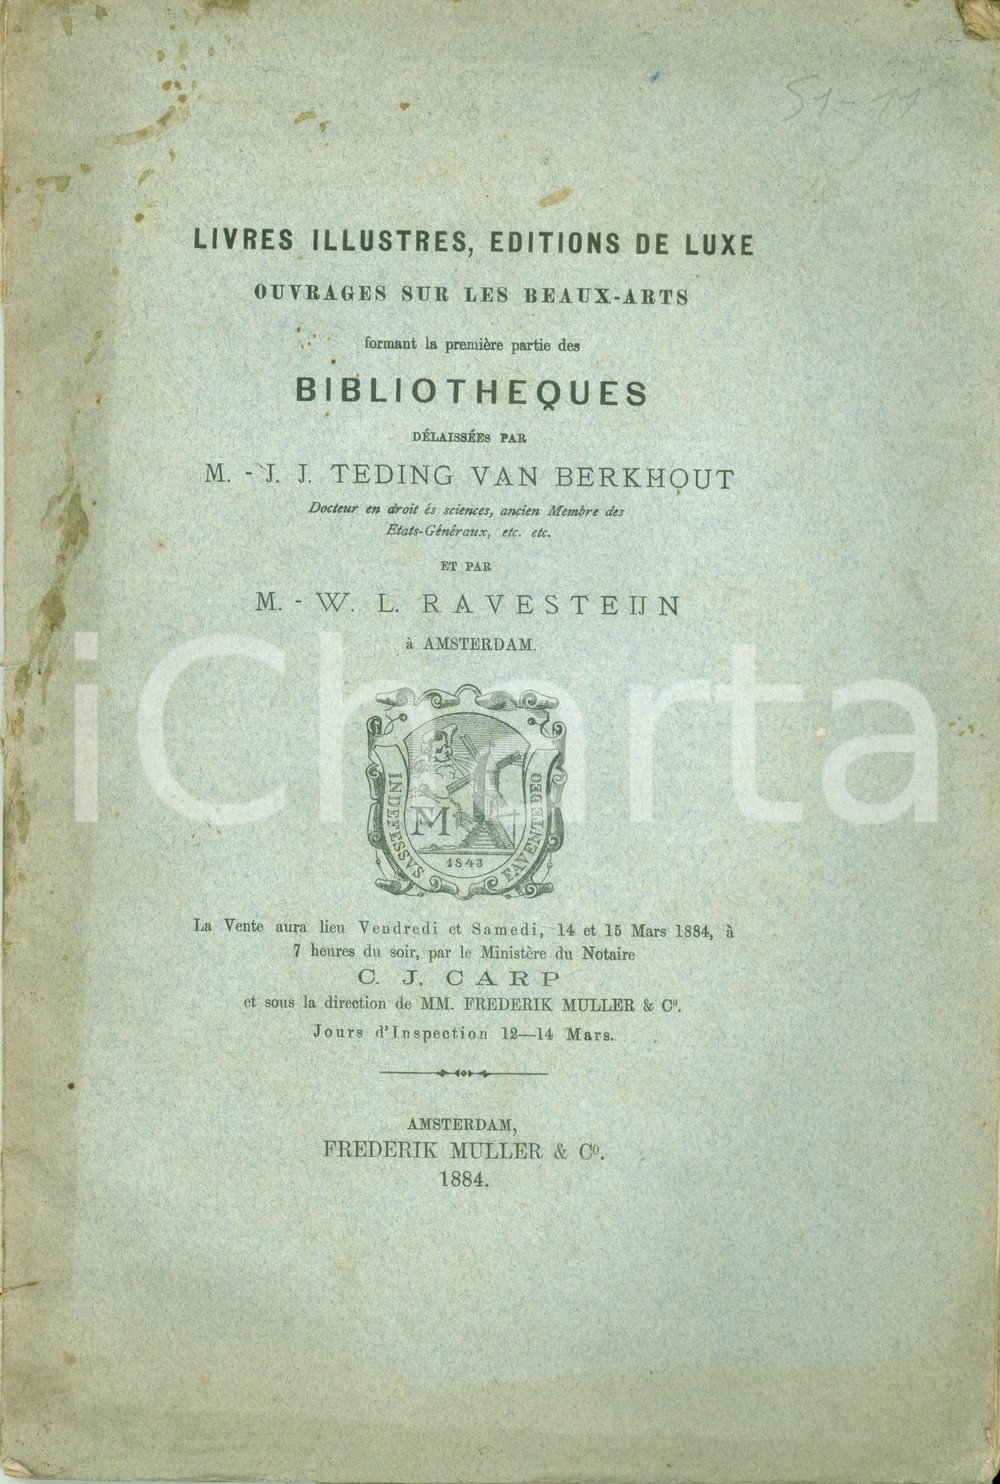 51-11
LIVRES ILLUSTRES, EDITIONS DE LUXE
OUVRAGES SUR LES BEAUX-ARTS
formant la première partie des
BIBLIOTHEQUES
DÉLAISSÉES PAR
M. - J. J. TEDING VAN BERKHOUT
Docteur en droit és sciences, ancien Membre des
Etats-Généraux, etc. etc.
ET PAR
M. - W. L. RAVESTEIJN
à AMSTERDAM.
iCharta
INDEFESSVS FAVENTE DEO
FM
1843
La Vente aura lieu Vendredi et Samedi, 14 et 15 Mars 1884, à
7 heures du soir, par le Ministère du Notaire
C. J. CARP
et sous la direction de MM. FREDERIK MULLER & Co.
Jours d'Inspection 12—14 Mars.
AMSTERDAM,
FREDERIK MULLER & Co.
1884.